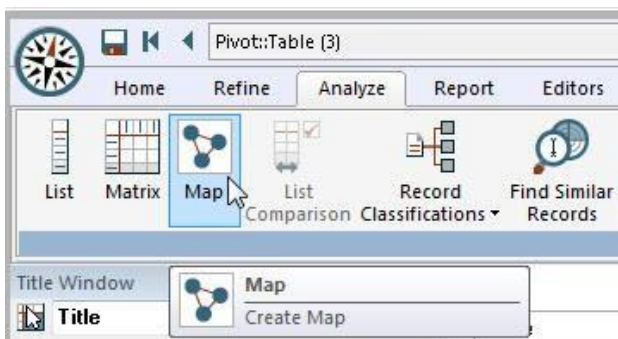 Pivot::Table (3)
Home Refine Analyze Report Editors
List Matrix Map List Comparison Record Classifications Find Similar Records
Title Window
Map
Title
Create Map